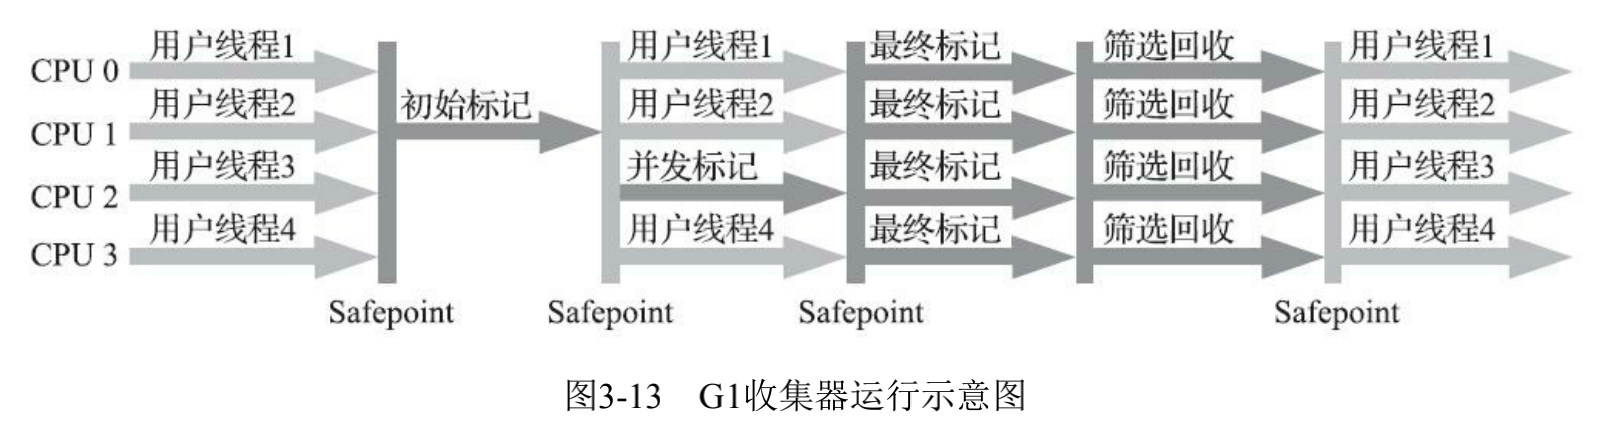 用户线程1 用户线程1 最终标记 筛选回收 用户线程1
CPU 0
用户线程2 初始标记 用户线程2 最终标记 筛选回收 用户线程2
CPU 1
用户线程3 并发标记 最终标记 筛选回收 用户线程3
CPU 2
用户线程4 用户线程4 最终标记 筛选回收 用户线程4
CPU 3
Safepoint Safepoint Safepoint Safepoint
图3-13 G1收集器运行示意图